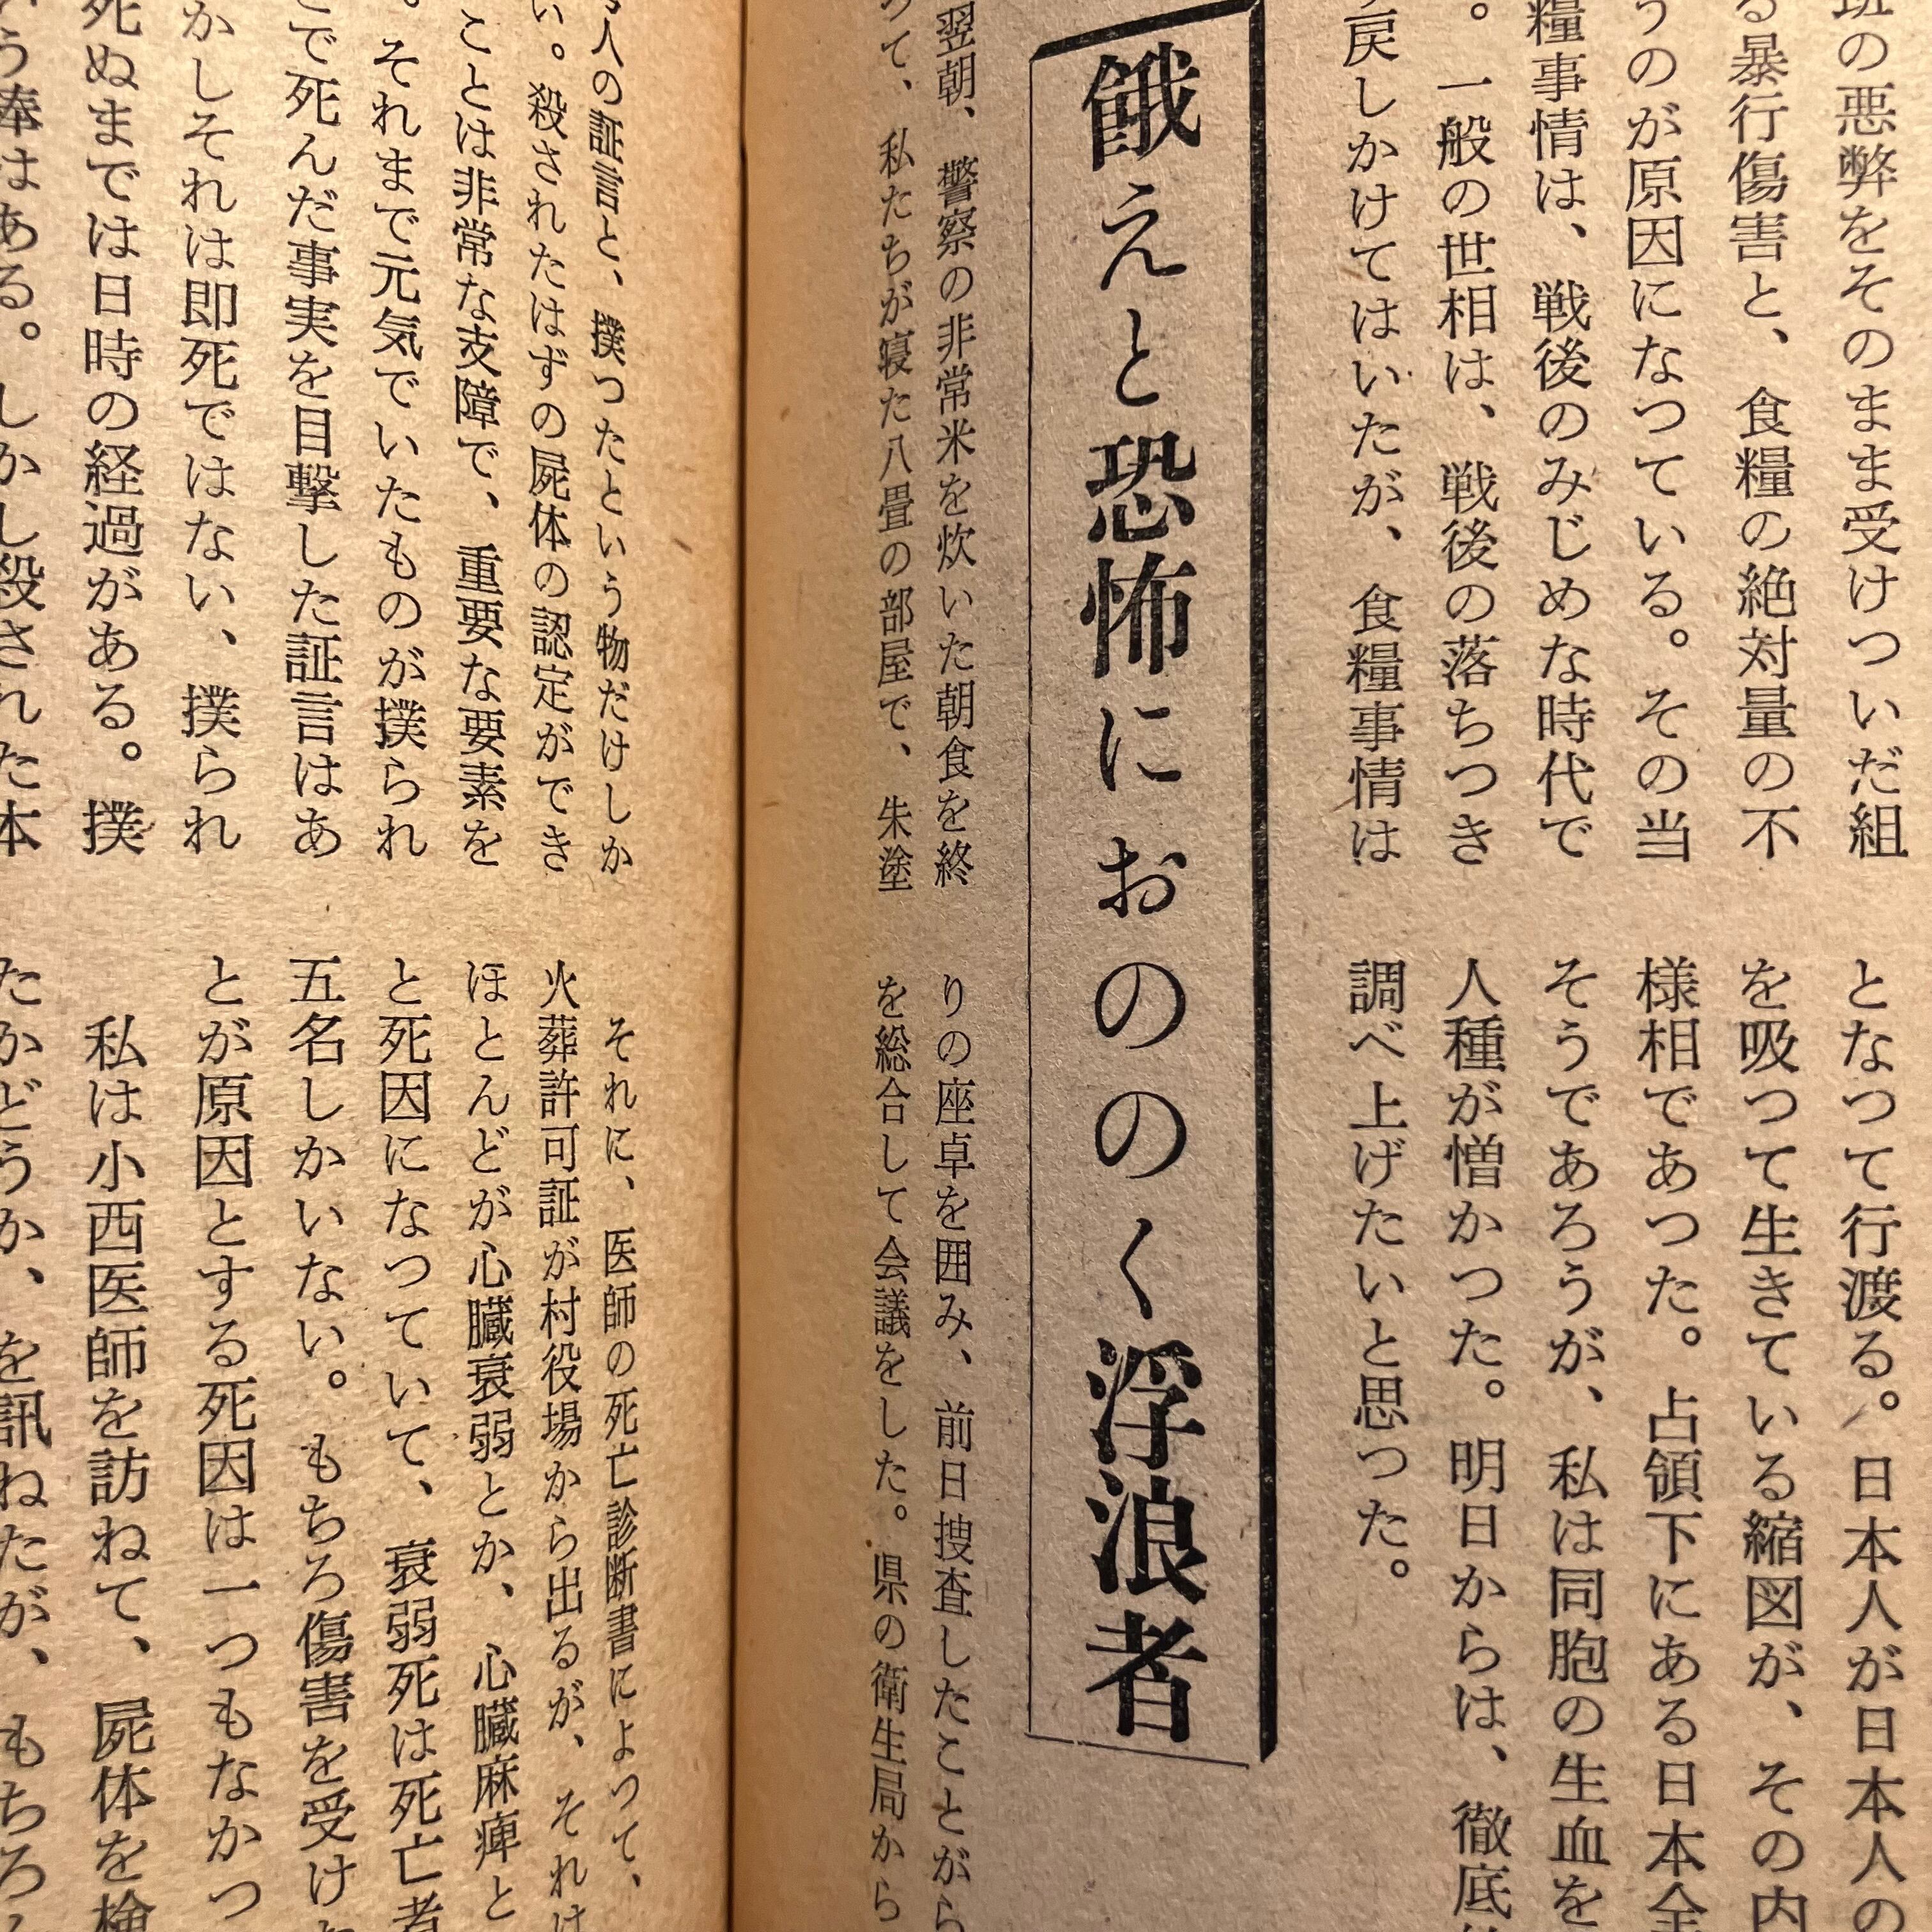 班の悪弊をそのまま受けついだ組
る暴行傷害と、食糧の絶対量の不
うのが原因になつている。その当
糧事情は、戦後のみじめな時代で
。一般の世相は、戦後の落ちつき
り戻しかけてはいたが、食糧事情は
となつて行渡る。日本人が日本人の
を吸つて生きている縮図が、その内
様相であつた。占領下にある日本全
そうであろうが、私は同胞の生血を
人種が憎かつた。明日からは、徹底
調べ上げたいと思つた。
餓えと恐怖におののく浮浪者
翌朝、警察の非常米を炊いた朝食を終
つて、私たちが寝た八畳の部屋で、朱塗
りの座卓を囲み、前日捜査したことがら
を総合して会議をした。県の衛生局から
人の証言と、撲つたという物だけしか
い。殺されたはずの屍体の認定ができ
ことは非常な支障で、重要な要素を
。それまで元気でいたものが撲られ
こで死んだ事実を目撃した証言はあ
かしそれは即死ではない、撲られ
死ぬまでは日時の経過がある。撲
う奉はある。しかし殺された本
それに、医師の死亡診断書によつて、
火葬許可証が村役場から出るが、それは
ほとんどが心臓衰弱とか、心臓麻痺と
と死因になつていて、衰弱死は死亡者
五名しかいない。もちろん傷害を受けた
とが原因とする死因は一つもなかつ
私は小西医師を訪ねて、屍体を検
たかどうか、を訊ねたが、もちろん